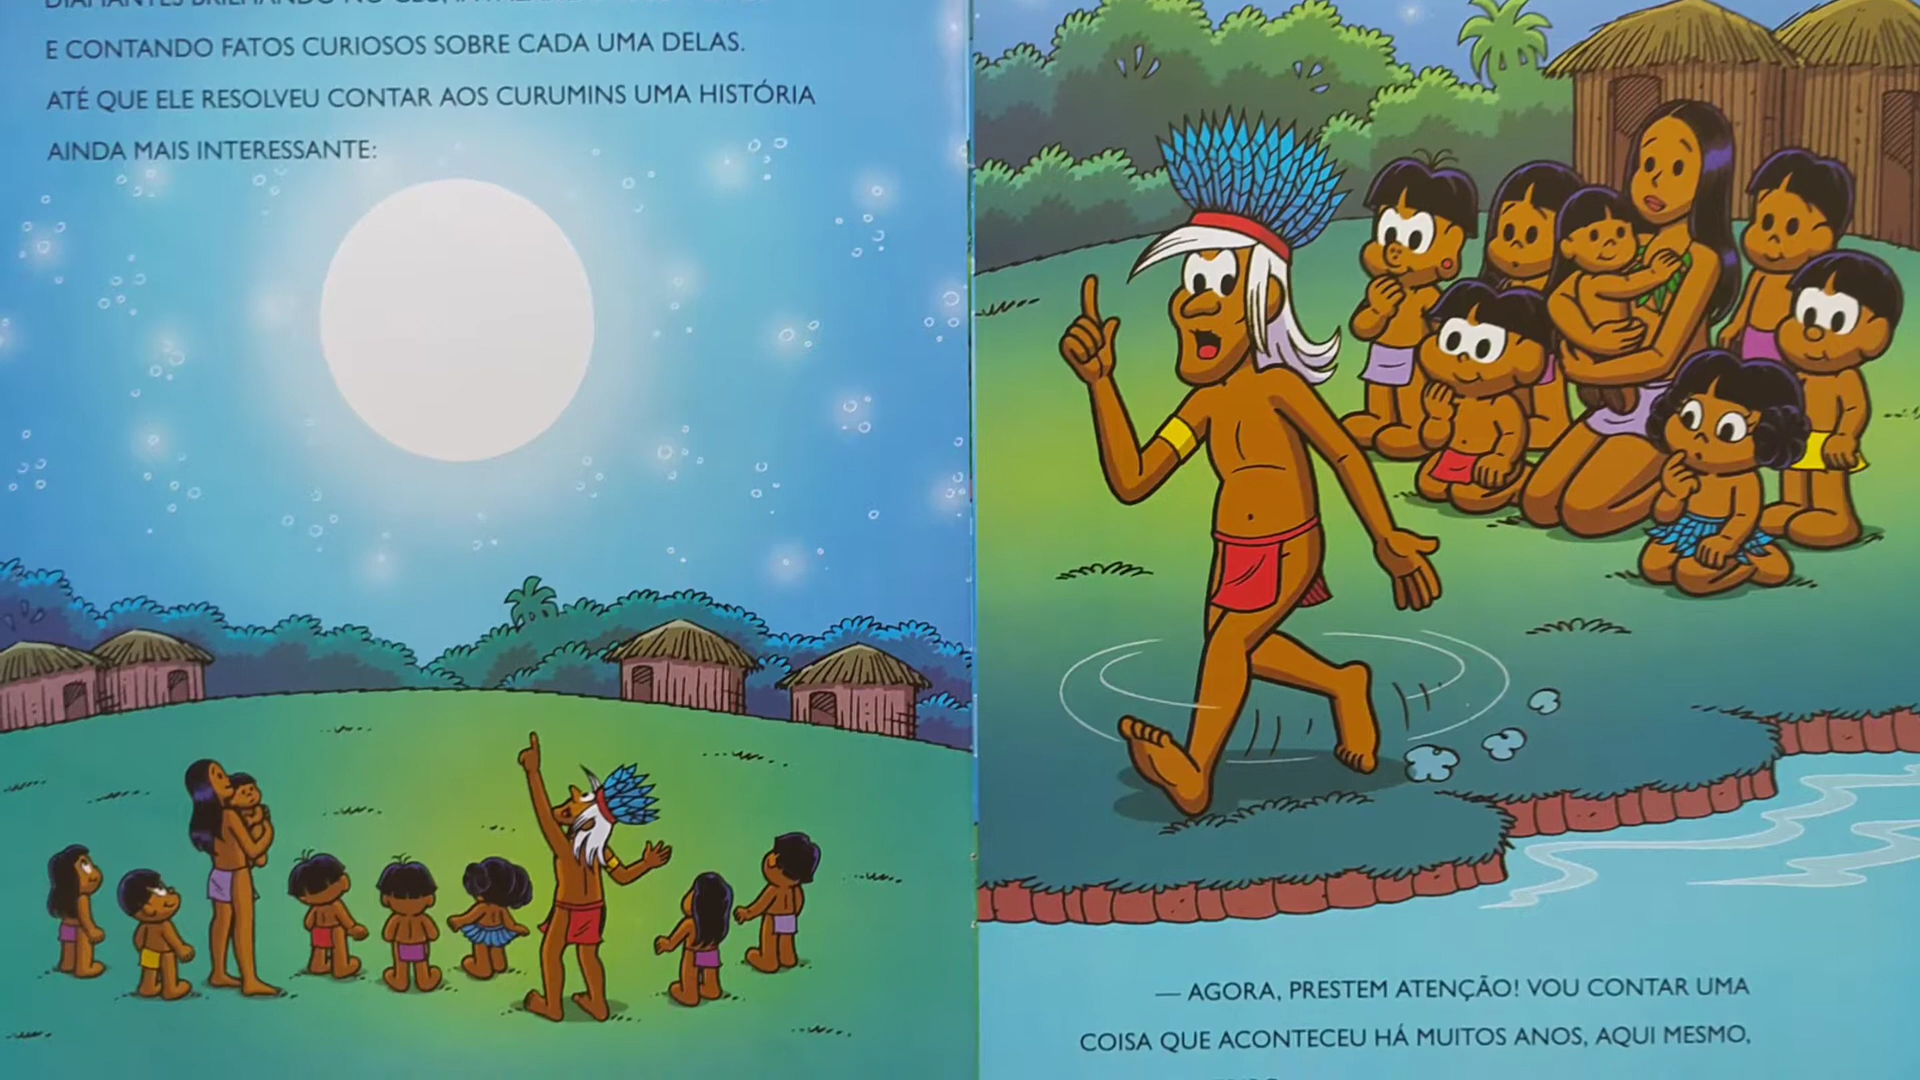 E CONTANDO FATOS CURIOSOS SOBRE CADA UMA DELAS.
ATÉ QUE ELE RESOLVEU CONTAR AOS CURUMINS UMA HISTÓRIA
AINDA MAIS INTERESSANTE:
— AGORA, PRESTEM ATENÇÃO! VOU CONTAR UMA
COISA QUE ACONTECEU HÁ MUITOS ANOS, AQUI MESMO,